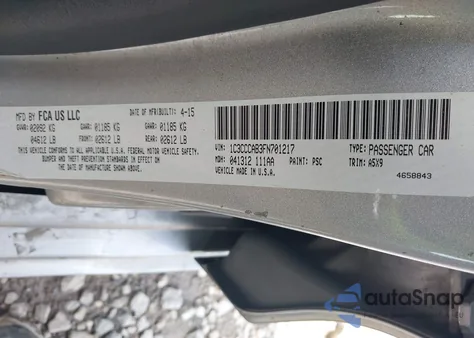 MFD BY FCA US LLC
DATE OF MFR(BUILT): 4-15
GVWR: 02092 KG GAWR: 01185 KG GAWR: 01185 KG
04612 LB FRONT: 02612 LB REAR: 02612 LB
THIS VEHICLE CONFORMS TO ALL APPLICABLE U.S.A. FEDERAL MOTOR VEHICLE SAFETY,
BUMPER AND THEFT PREVENTION STANDARDS IN EFFECT ON THE
DATE OF MANUFACTURE SHOWN ABOVE.
VIN: 1C3CCCAB3FN701217 TYPE: PASSENGER CAR
MDH: 041312 111AA PAINT: PSC TRIM: A5X9
VEHICLE MADE IN U.S.A. 4658843
autoSnap